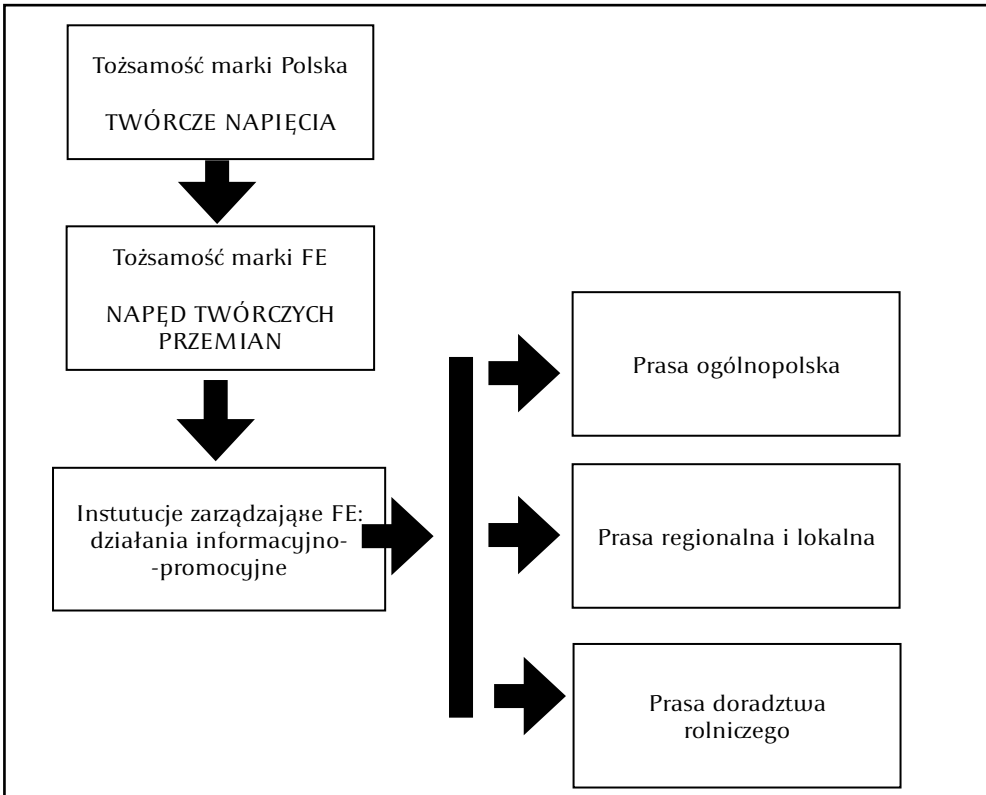 Tożsamość marki Polska
TWÓRCZE NAPIĘCIA
Tożsamość marki FE
NAPĘD TWÓRCZYCH
PRZEMIAN
Instutucje zarządzająхe FE:
działania informacyjno-
-promocyjne
Prasa ogólnopolska
Prasa regionalna i lokalna
Prasa doradztwa
rolniczego